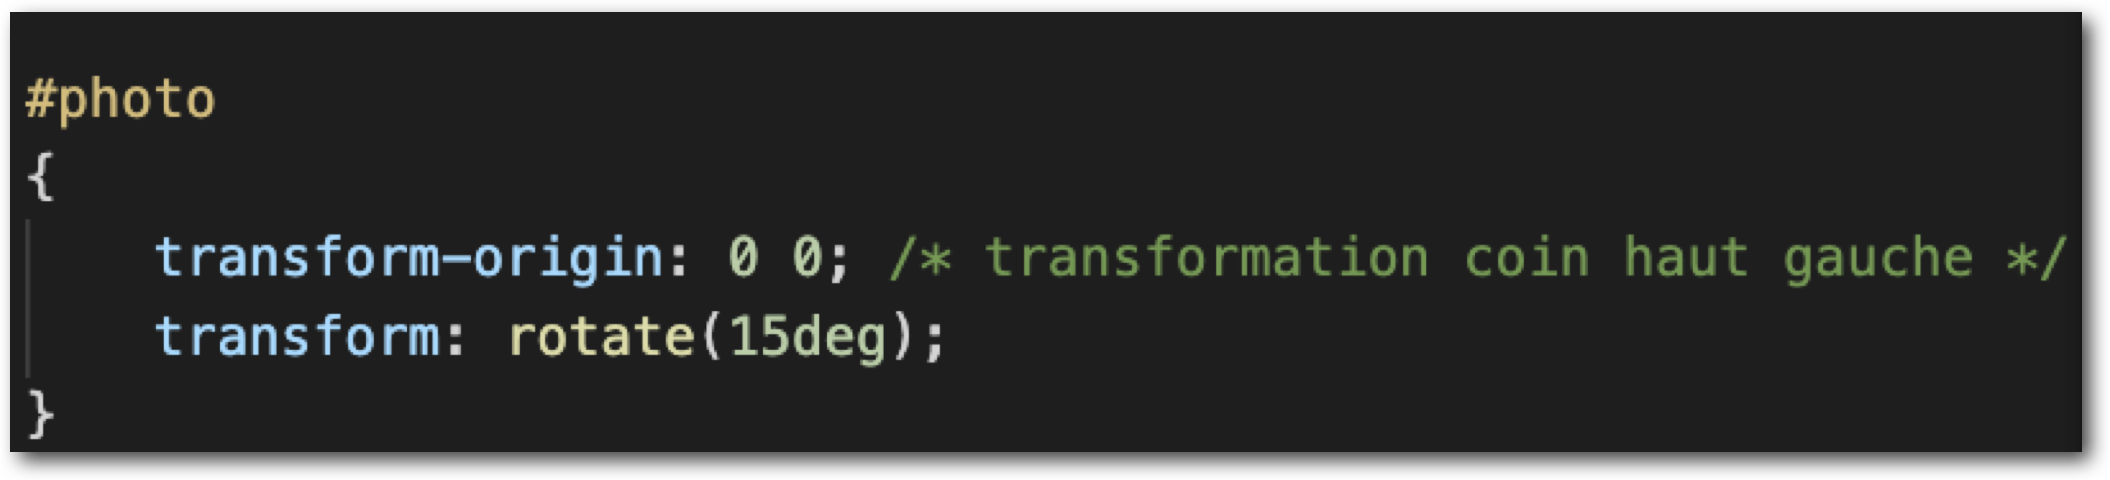 #photo
{
transform-origin: 0 0; /* transformation coin haut gauche */
transform: rotate(15deg);
}